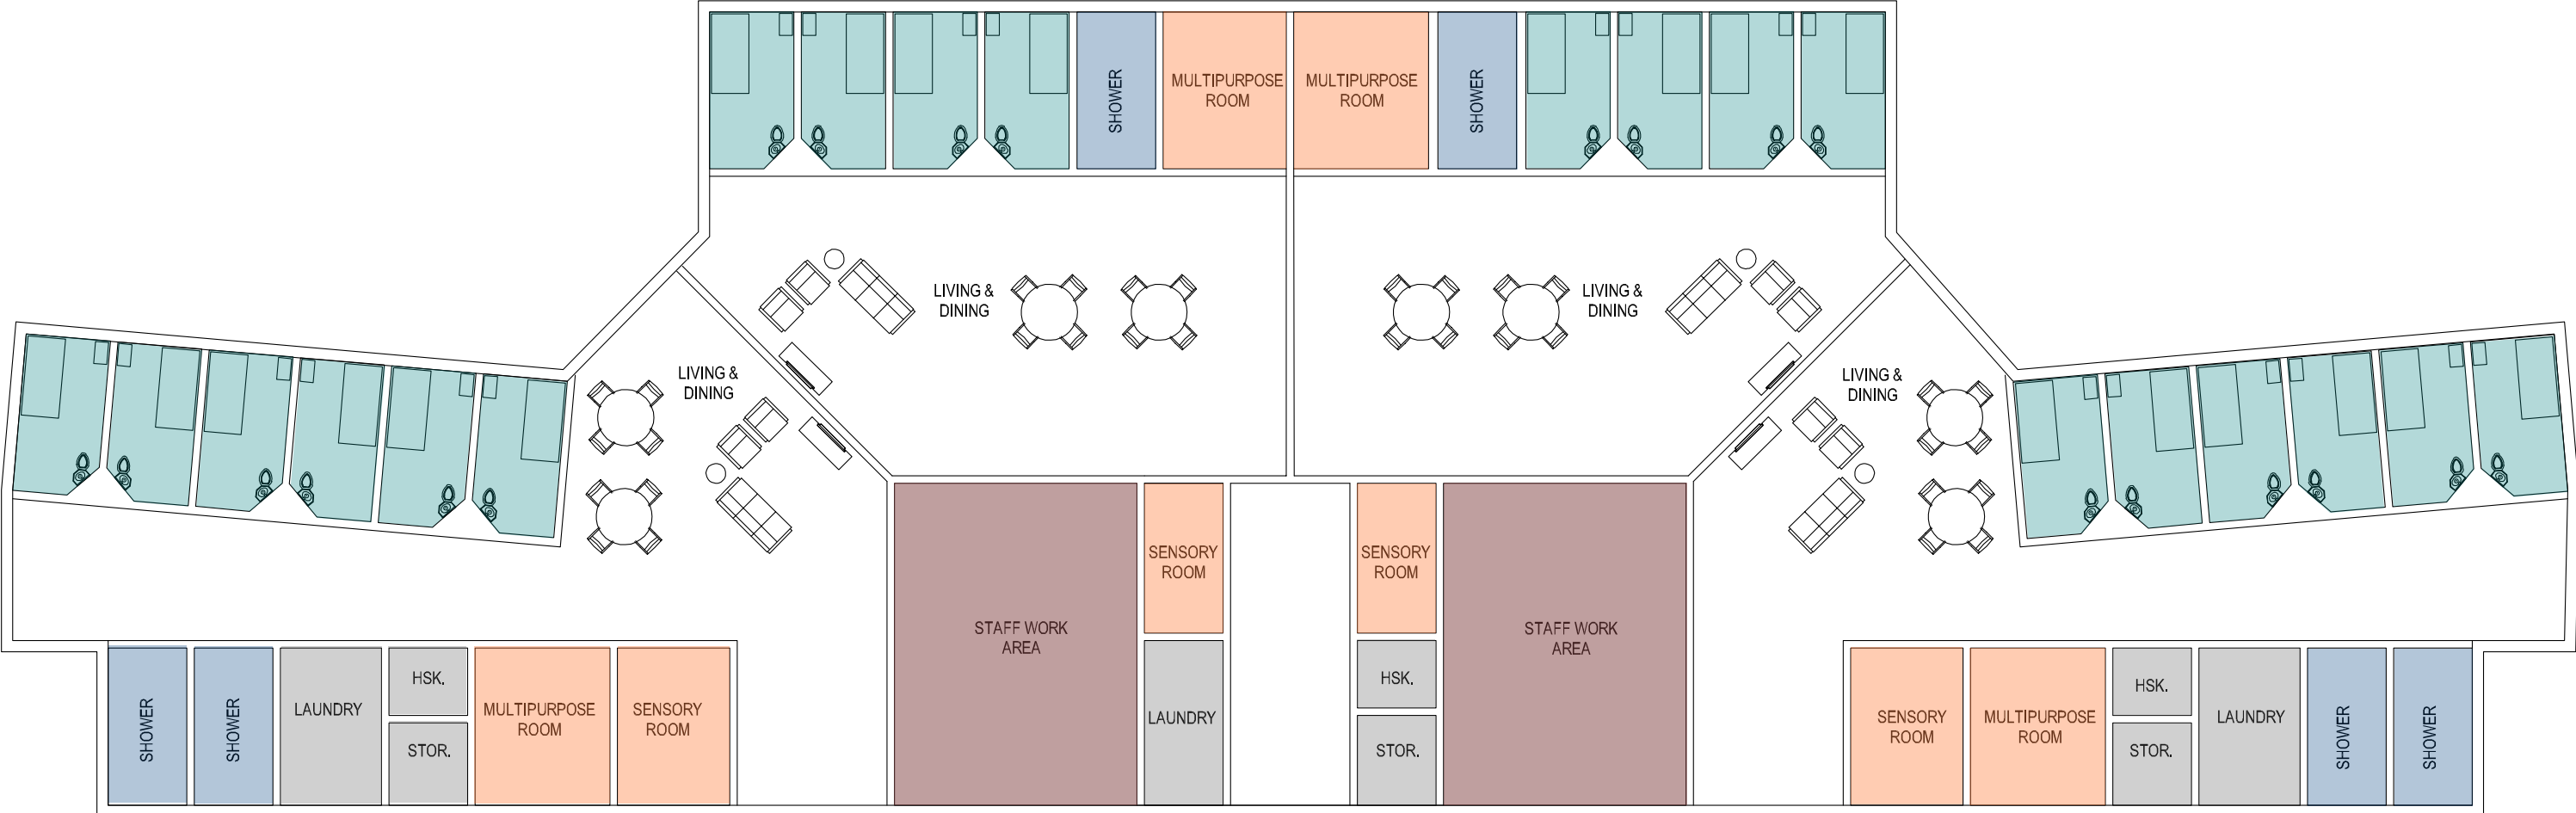 SHOWER
MULTIPURPOSE
ROOM
MULTIPURPOSE
ROOM
SHOWER
LIVING &
DINING
LIVING &
DINING
LIVING &
DINING
LIVING &
DINING
SENSORY
ROOM
SENSORY
ROOM
STAFF WORK
AREA
STAFF WORK
AREA
SHOWER
SHOWER
LAUNDRY
HSK.
STOR.
MULTIPURPOSE
ROOM
SENSORY
ROOM
LAUNDRY
HSK.
STOR.
SENSORY
ROOM
MULTIPURPOSE
ROOM
HSK.
STOR.
LAUNDRY
SHOWER
SHOWER